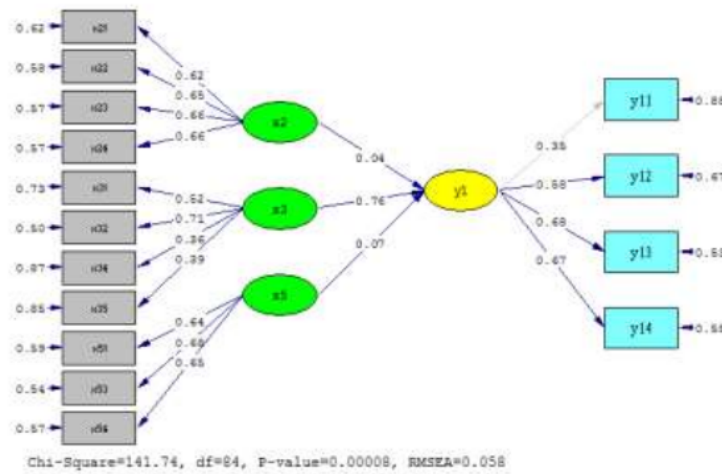 0.62 x21
0.58 x22
0.57 x23
0.57 x24
0.73 x31
0.50 x32
0.87 x34
0.85 x35
0.59 x51
0.54 x53
0.57 x54
0.62
0.65
0.66
0.66
0.52
0.71
0.36
0.39
0.64
0.68
0.65
x2
x3
x5
0.04
0.76
0.07
y1
0.35
0.58
0.68
0.67
y11
y12 0.67
y13
y14
Chi-Square=141.74, df=84, P-value=0.00008, RMSEA=0.058